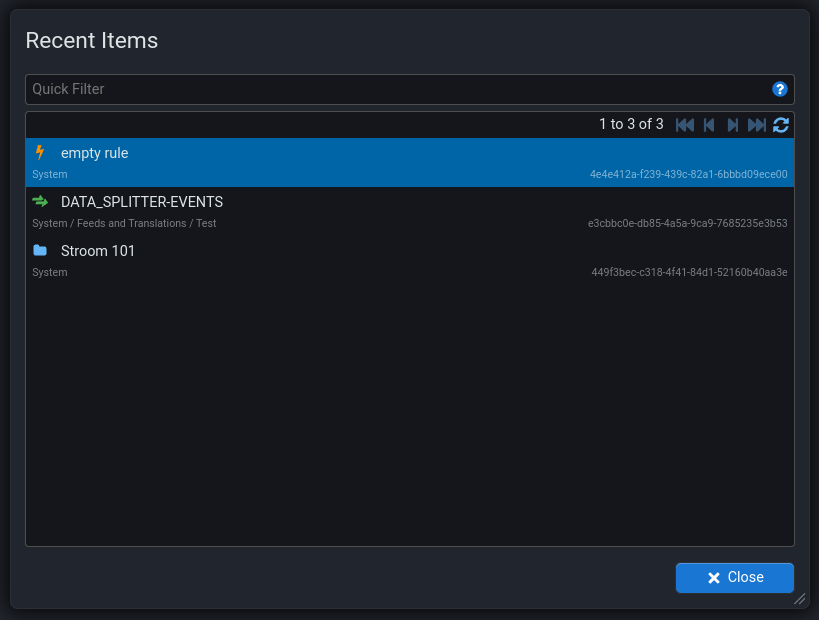 Recent Items
Quick Filter
?
1 to 3 of 3
empty rule
System
4e4e412a-f239-439c-82a1-6bbbd09ece00
DATA_SPLITTER-EVENTS
System / Feeds and Translations / Test
e3cbbc0e-db85-4a5a-9ca9-7685235e3b53
Stroom 101
System
449f3bec-c318-4f41-84d1-52160b40aa3e
Close